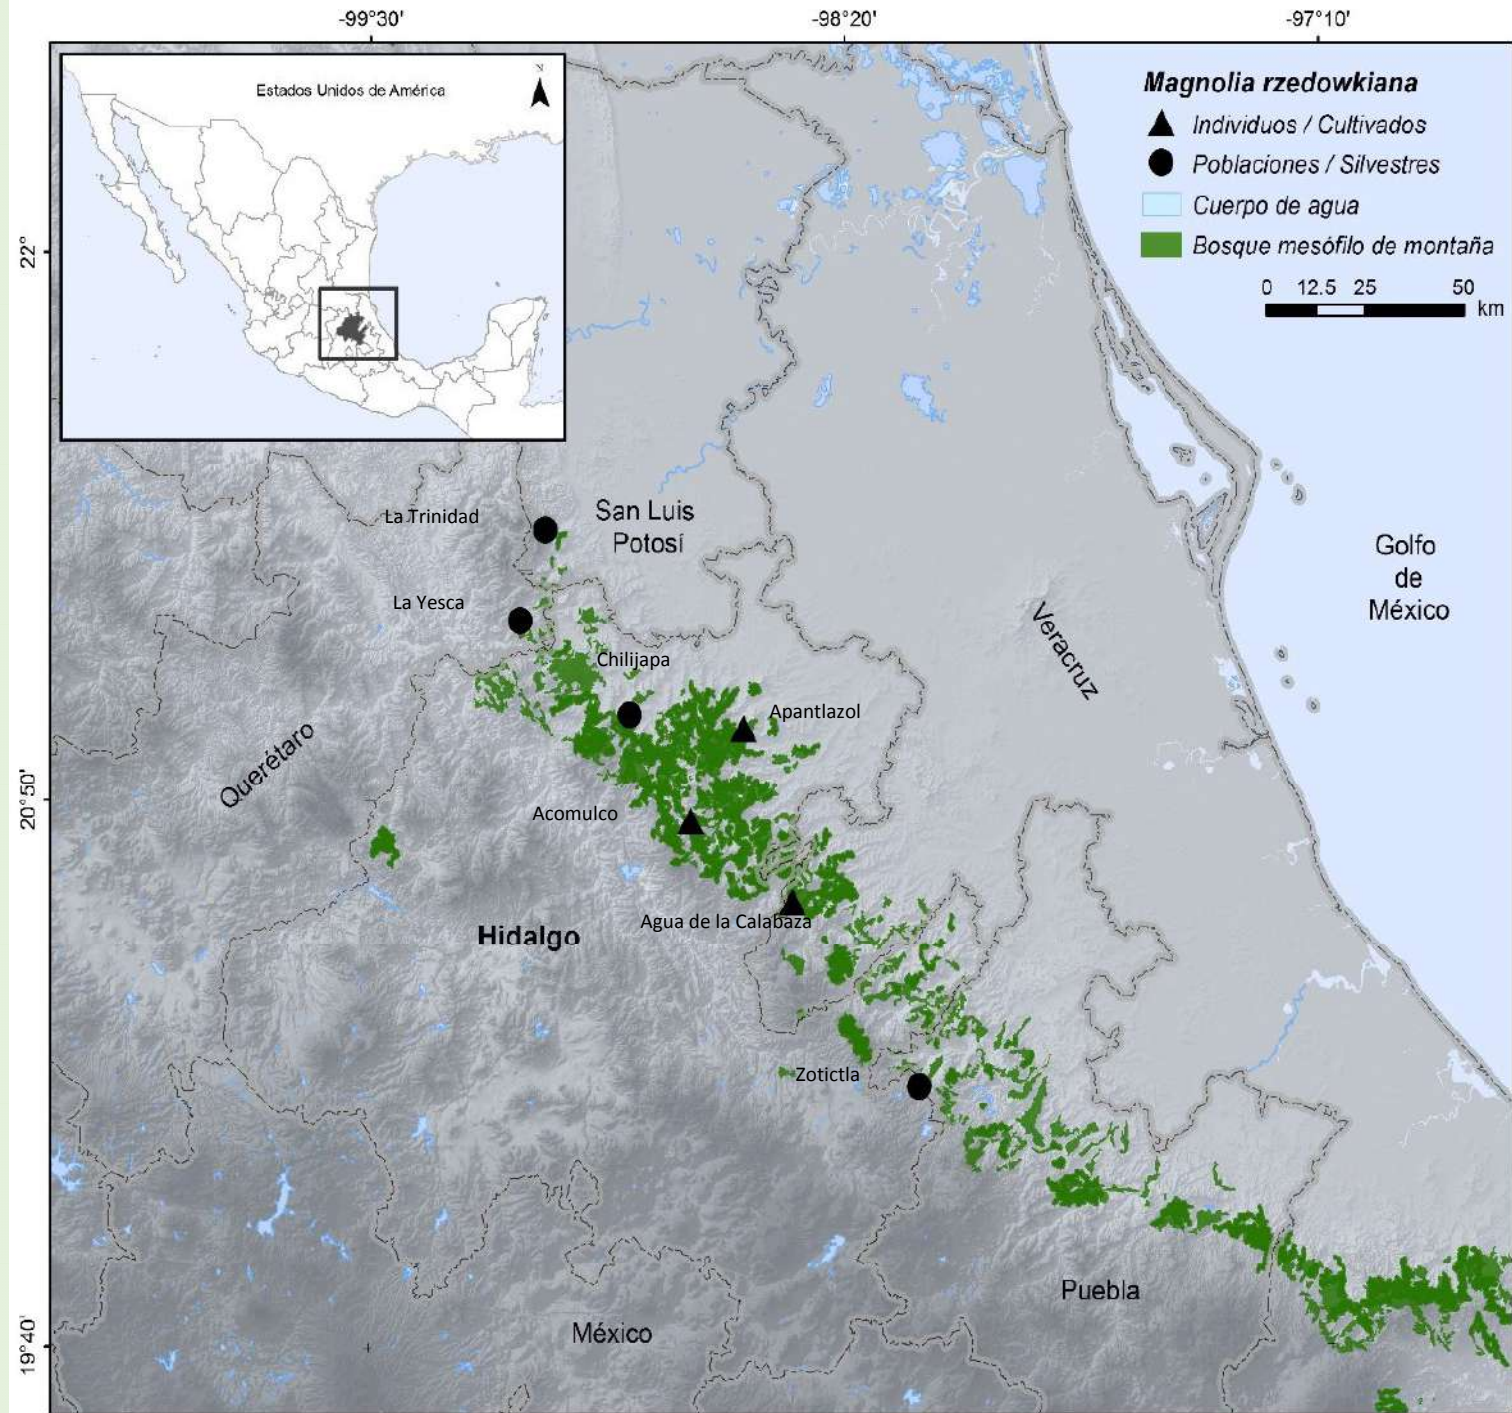 -99°30'
-98°20'
-97°10'
Estados Unidos de América
N
Magnolia rzedowkiana
Individuos / Cultivados
Poblaciones / Silvestres
Cuerpo de agua
Bosque mesófilo de montaña
0 12.5 25 50
km
22°
La Trinidad
San Luis
Potosí
Golfo
de
México
La Yesca
Veracruz
Chilijapa
Apantlazol
Querétaro
20°50'
Acomulco
Agua de la Calabaza
Hidalgo
Zotictla
Puebla
México
19°40'